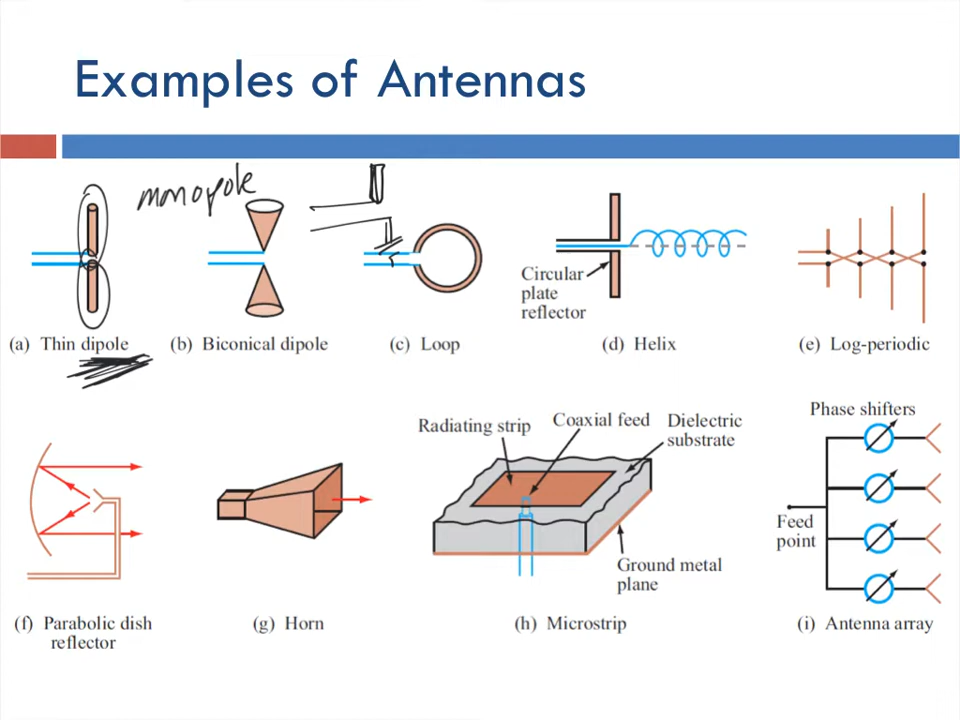 Examples of Antennas
monopole
Circular
plate
reflector
(a) Thin dipole
(b) Biconical dipole
(c) Loop
(d) Helix
(e) Log-periodic
Radiating strip
Coaxial feed
Dielectric
substrate
Phase shifters
Feed
point
Ground metal
plane
(f) Parabolic dish
reflector
(g) Horn
(h) Microstrip
(i) Antenna array